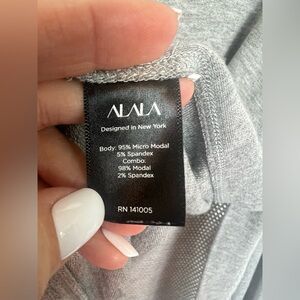 ALALA
Designed in New York
Body: 95% Micro Modal
5% Spandex
Combo:
98% Modal
2% Spandex
RN 141005